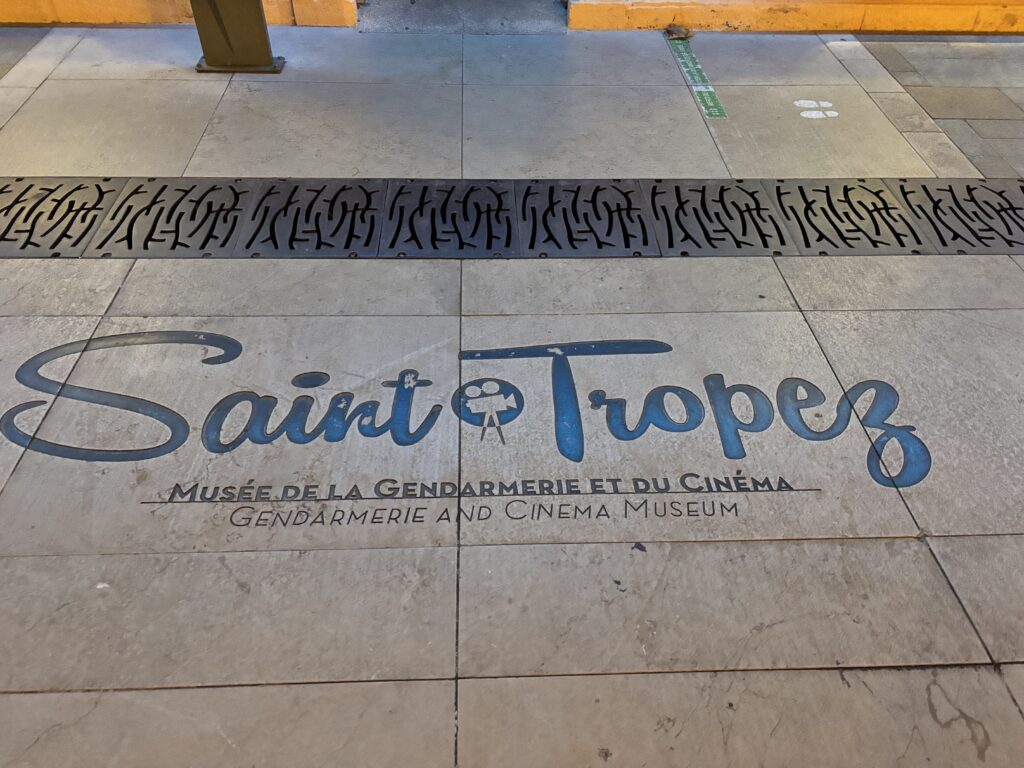 Saint Tropez
Musée de la Gendarmerie et du Cinéma
Gendarmerie and Cinema Museum